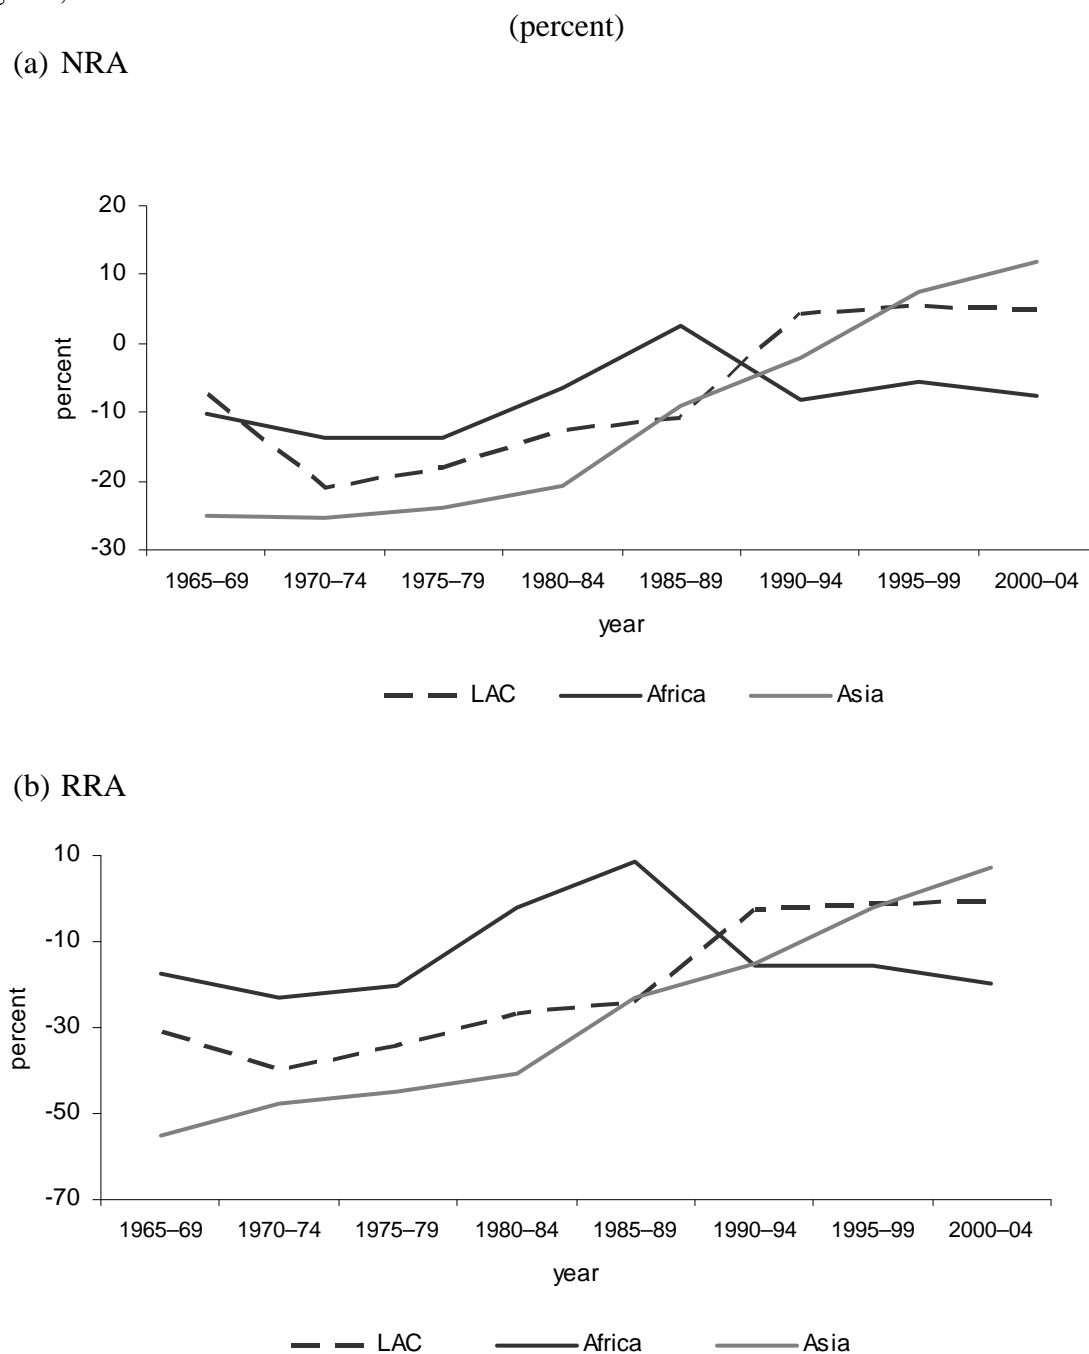 (percent)
(a) NRA
20
10
0
-10
-20
-30
percent
1965–69 1970–74 1975–79 1980–84 1985–89 1990–94 1995–99 2000–04
year
LAC Africa Asia
(b) RRA
10
-10
-30
-50
-70
percent
1965–69 1970–74 1975–79 1980–84 1985–89 1990–94 1995–99 2000–04
year
LAC Africa Asia